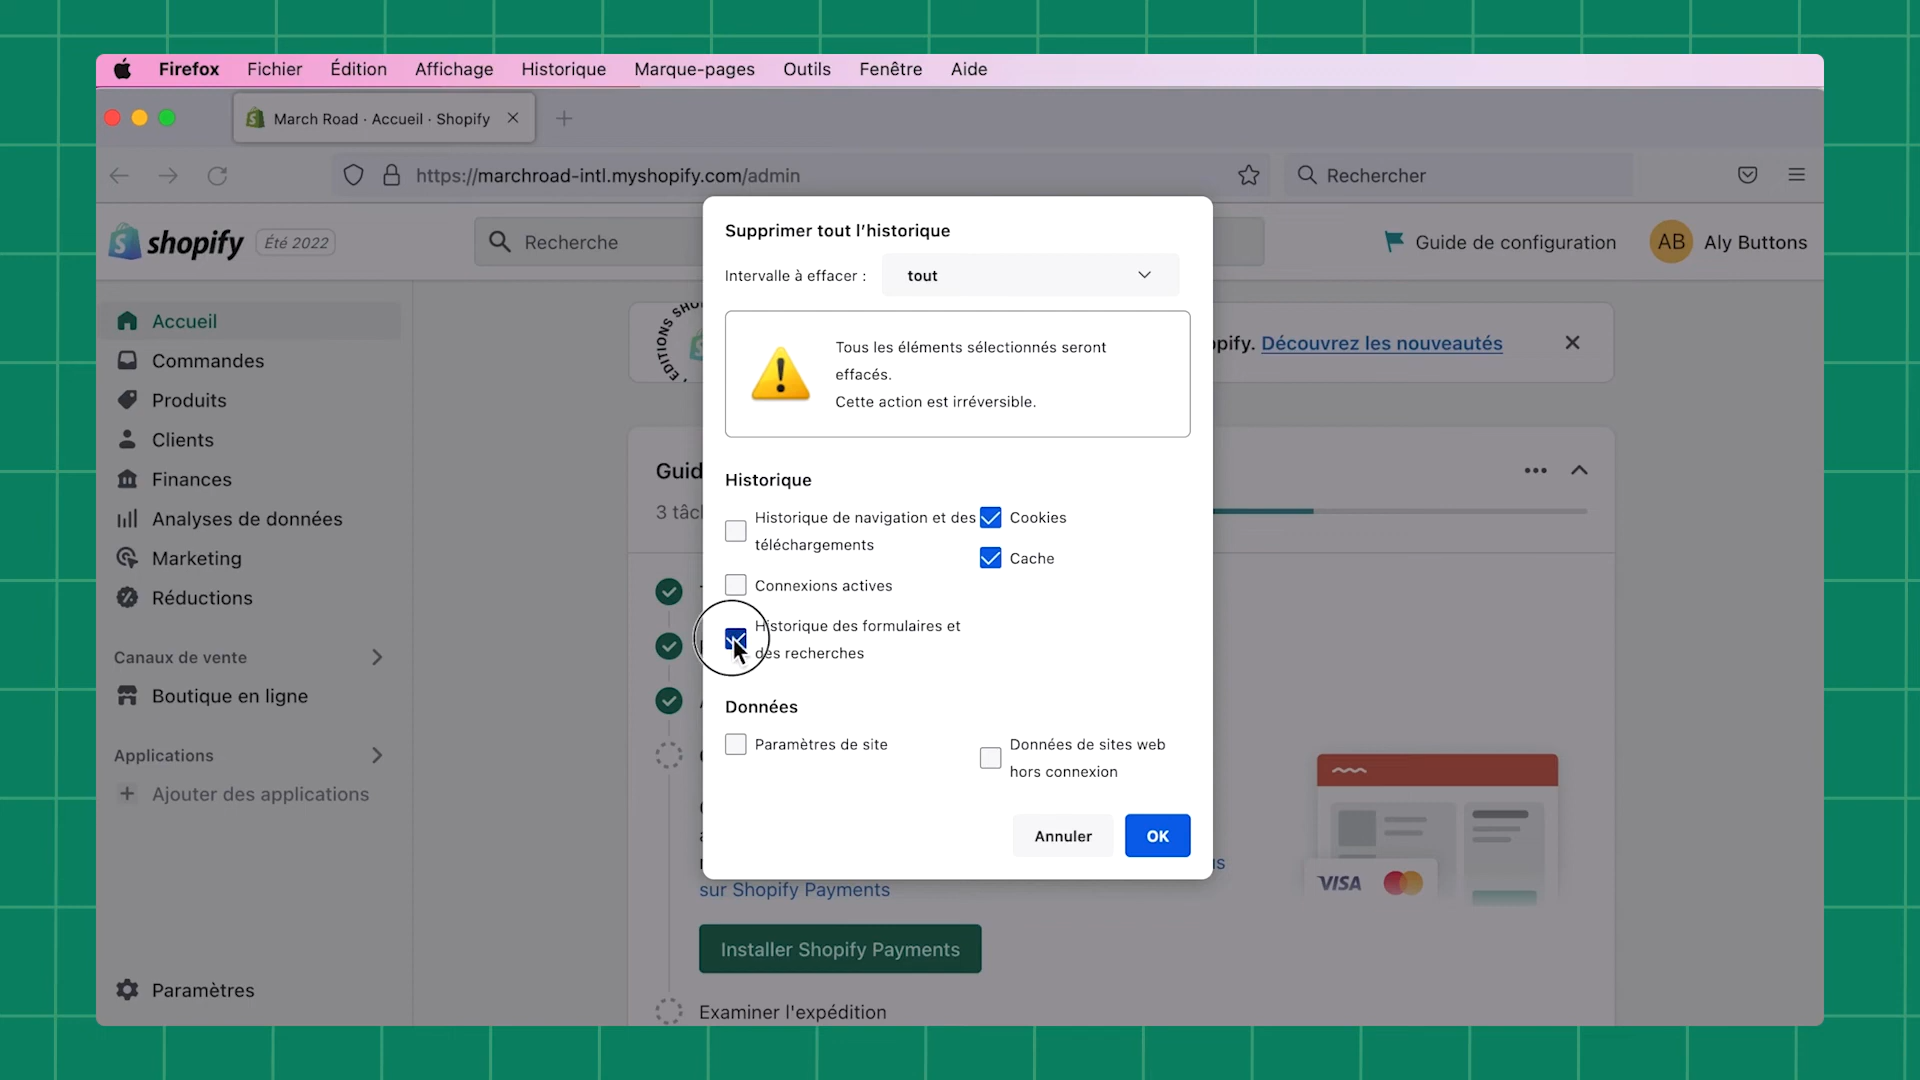 Firefox Fichier Édition Affichage Historique Marque-pages Outils Fenêtre Aide
March Road · Accueil · Shopify
https://marchroad-intl.myshopify.com/admin
Rechercher
shopify
Été 2022
Recherche
Guide de configuration
AB
Aly Buttons
Accueil
Commandes
Produits
Clients
Finances
Analyses de données
Marketing
Réductions
Canaux de vente
Boutique en ligne
Applications
Ajouter des applications
Paramètres
Découvrez les nouveautés
Supprimer tout l’historique
Intervalle à effacer :
tout
Tous les éléments sélectionnés seront
effacés.
Cette action est irréversible.
Historique
Historique de navigation et des
téléchargements
Cookies
Cache
Connexions actives
Historique des formulaires et
des recherches
Données
Paramètres de site
Données de sites web
hors connexion
Annuler
OK
sur Shopify Payments
VISA
Installer Shopify Payments
Examiner l'expédition